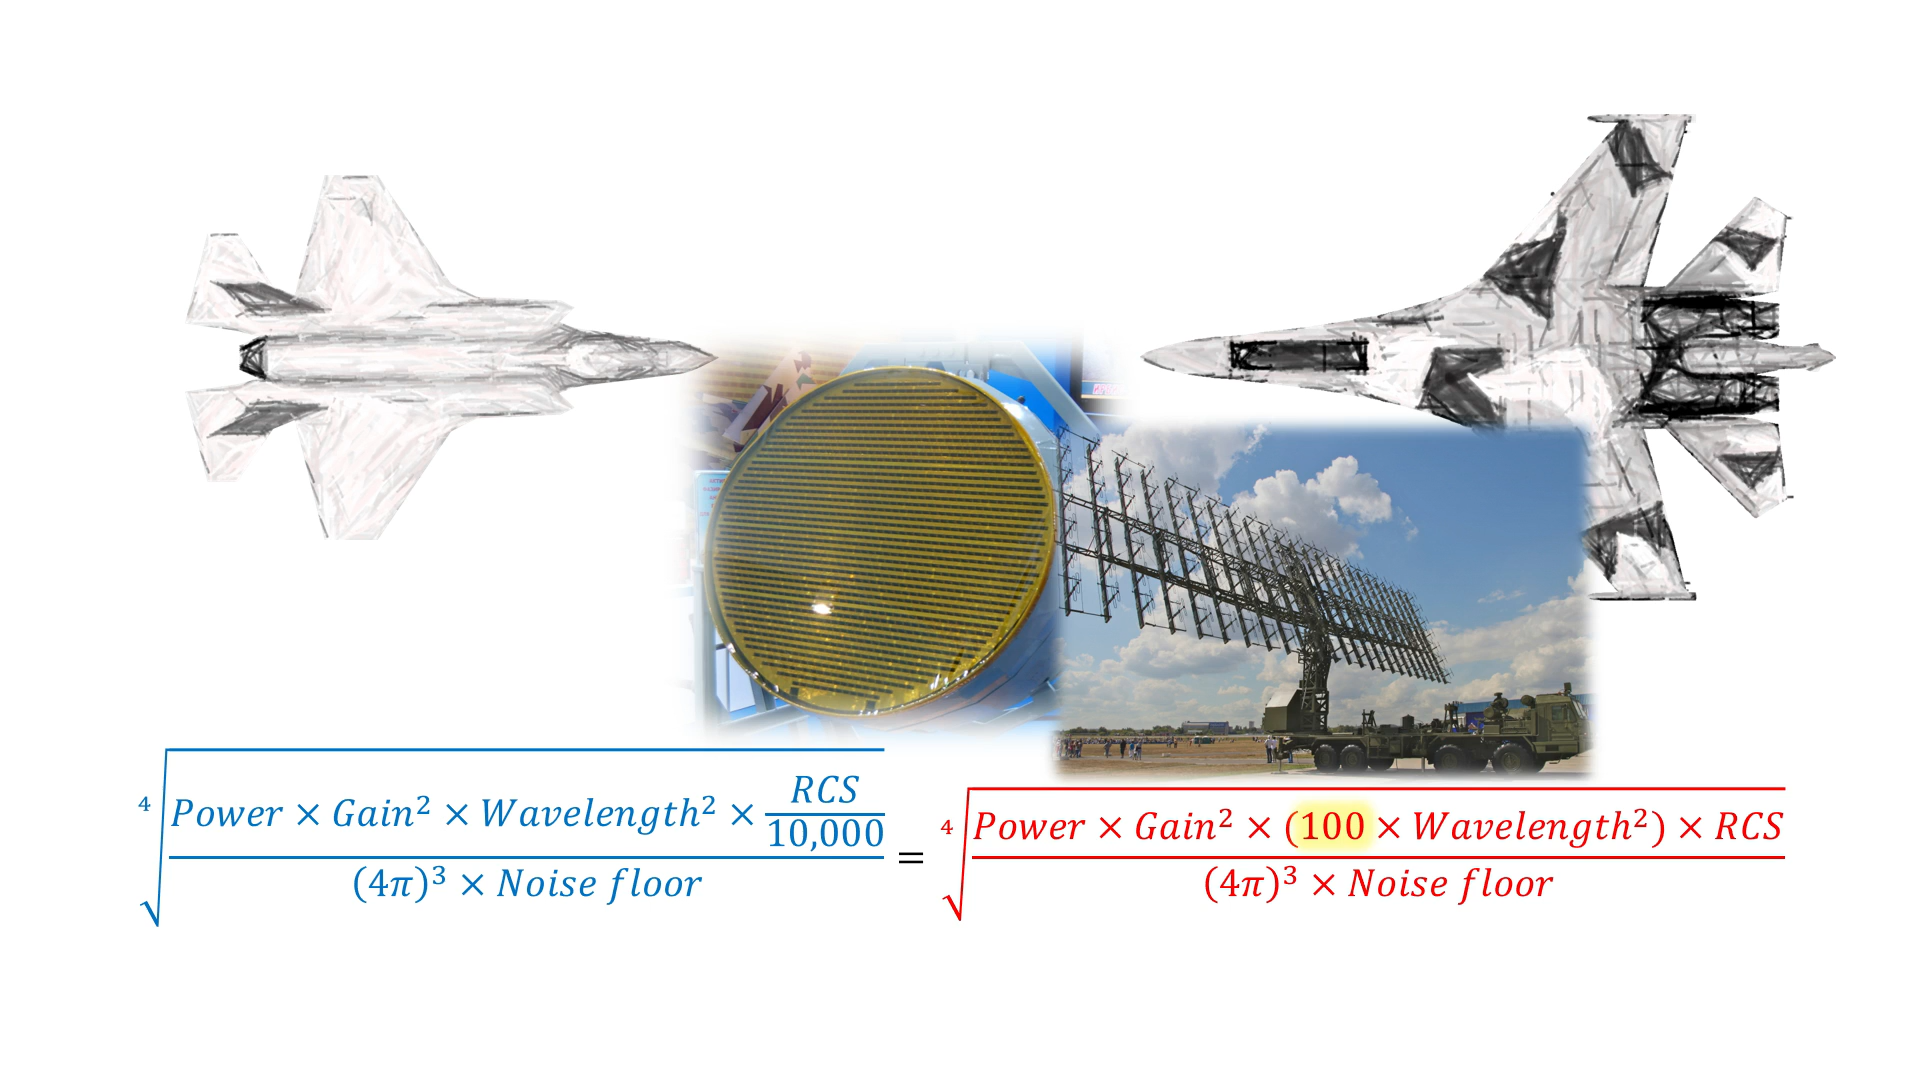 ⁴√((Power × Gain² × Wavelength² × RCS/10,000) / ((4π)³ × Noise floor)) = ⁴√((Power × Gain² × (100 × Wavelength²) × RCS) / ((4π)³ × Noise floor))